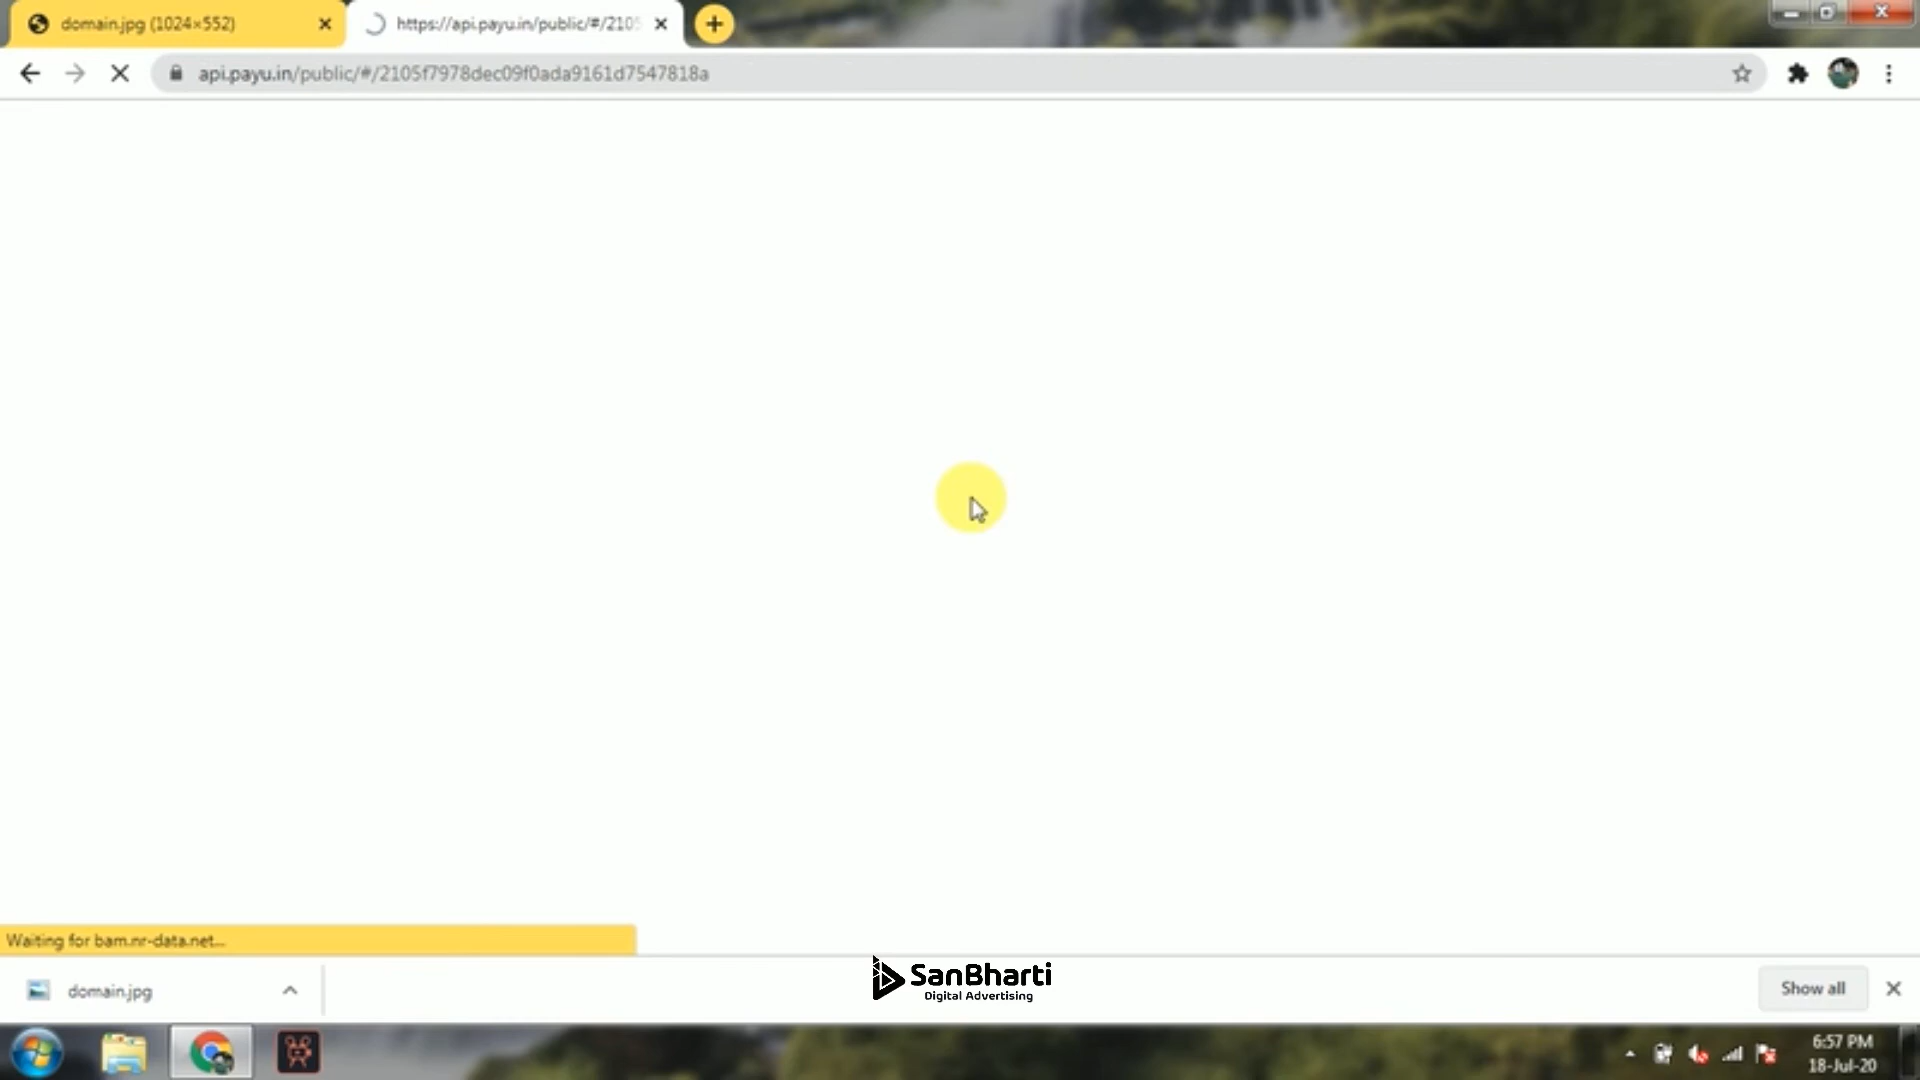 domain.jpg (1024×552)
https://api.payu.in/public/#/2105
api.payu.in/public/#/2105f7978dec09f0ada9161d7547818a
Waiting for bam.nr-data.net...
domain.jpg
SanBharti
Digital Advertising
Show all
6:57 PM
18-Jul-20